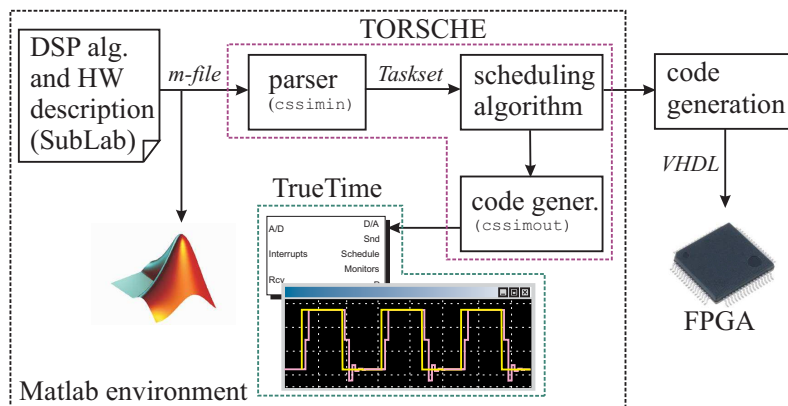 TORSCHE
DSP alg.
and HW
description
(SubLab)
m-file
parser
(cssimin)
Taskset
scheduling
algorithm
code
generation
VHDL
code gener.
(cssimout)
TrueTime
A/D
Interrupts
Rcv
D/A
Snd
Schedule
Monitors
FPGA
Matlab environment